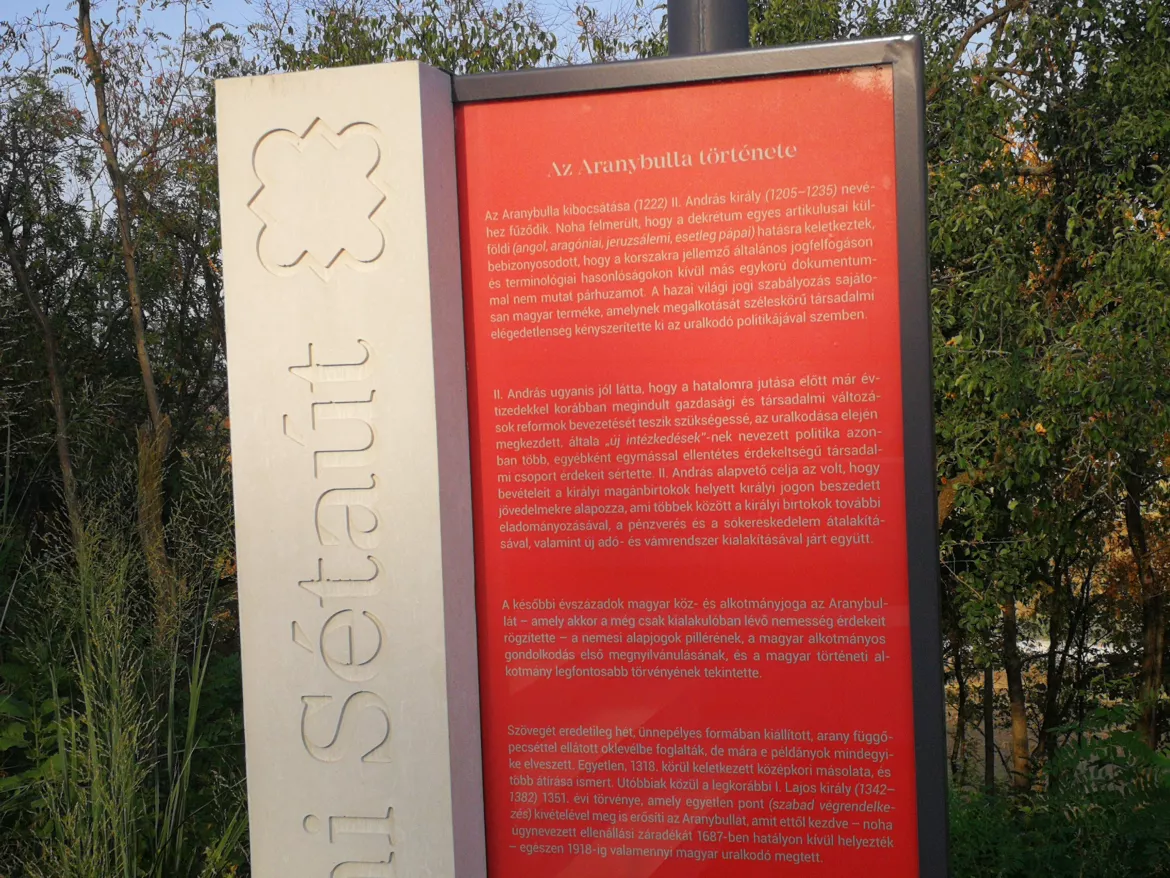 Az Aranybulla története
Az Aranybulla kibocsátása (1222) II. András király (1205–1235) nevé-
hez fűződik. Noha felmerült, hogy a dekrétum egyes artikulusai kül-
földi (angol, aragóniai, jeruzsálemi, esetleg pápai) hatásra keletkeztek,
bebizonyosodott, hogy a korszakra jellemző általános jogfelfogáson
és terminológiai hasonlóságokon kívül más egykorú dokumentum-
mal nem mutat párhuzamot. A hazai világi jogi szabályozás sajáto-
san magyar terméke, amelynek megalkotását széleskörű társadalmi
elégedetlenség kényszerítette ki az uralkodó politikájával szemben.
II. András ugyanis jól látta, hogy a hatalomra jutása előtt már év-
tizedekkel korábban megindult gazdasági és társadalmi változá-
sok reformok bevezetését teszik szükségessé, az uralkodása elején
megkezdett, általa „új intézkedések”-nek nevezett politika azon-
ban több, egyébként egymással ellentétes érdekeltségű társadal-
mi csoport érdekeit sértette. II. András alapvető célja az volt, hogy
bevételeit a királyi magánbirtokok helyett királyi jogon beszedett
jövedelmekre alapozza, ami többek között a királyi birtokok további
eladományozásával, a pénzverés és a sókereskedelem átalakítá-
sával, valamint új adó- és vámrendszer kialakításával járt együtt.
A későbbi évszázadok magyar köz- és alkotmányjoga az Aranybul-
lát – amely akkor a még csak kialakulóban lévő nemesség érdekeit
rögzítette – a nemesi alapjogok pillérének, a magyar alkotmányos
gondolkodás első megnyilvánulásának, és a magyar történeti al-
kotmány legfontosabb törvényének tekintette.
Szövegét eredetileg hét, ünnepélyes formában kiállított, arany függő-
pecséttel ellátott oklevélbe foglalták, de mára e példányok mindegyi-
ke elveszett. Egyetlen, 1318. körül keletkezett középkori másolata, és
több átírása ismert. Utóbbiak közül a legkorábbi I. Lajos király (1342–
1382) 1351. évi törvénye, amely egyetlen pont (szabad végrendelke-
zés) kivételével meg is erősíti az Aranybullát, amit ettől kezdve – noha
úgynevezett ellenállási záradékát 1687-ben hatályon kívül helyezték
– egészen 1918-ig valamennyi magyar uralkodó megtett.
ni Sétaút